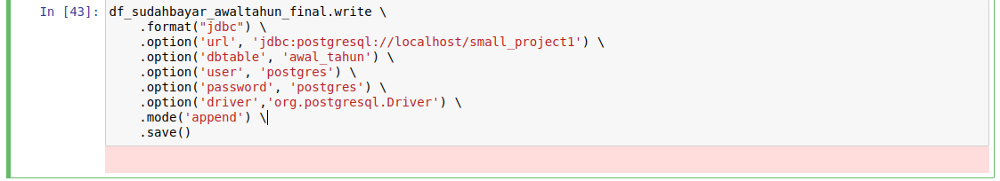 In [43]: df_sudahbayar_awaltahun_final.write \
.format("jdbc") \
.option('url', 'jdbc:postgresql://localhost/small_project1') \
.option('dbtable', 'awal_tahun') \
.option('user', 'postgres') \
.option('password', 'postgres') \
.option('driver','org.postgresql.Driver') \
.mode('append') \
.save()